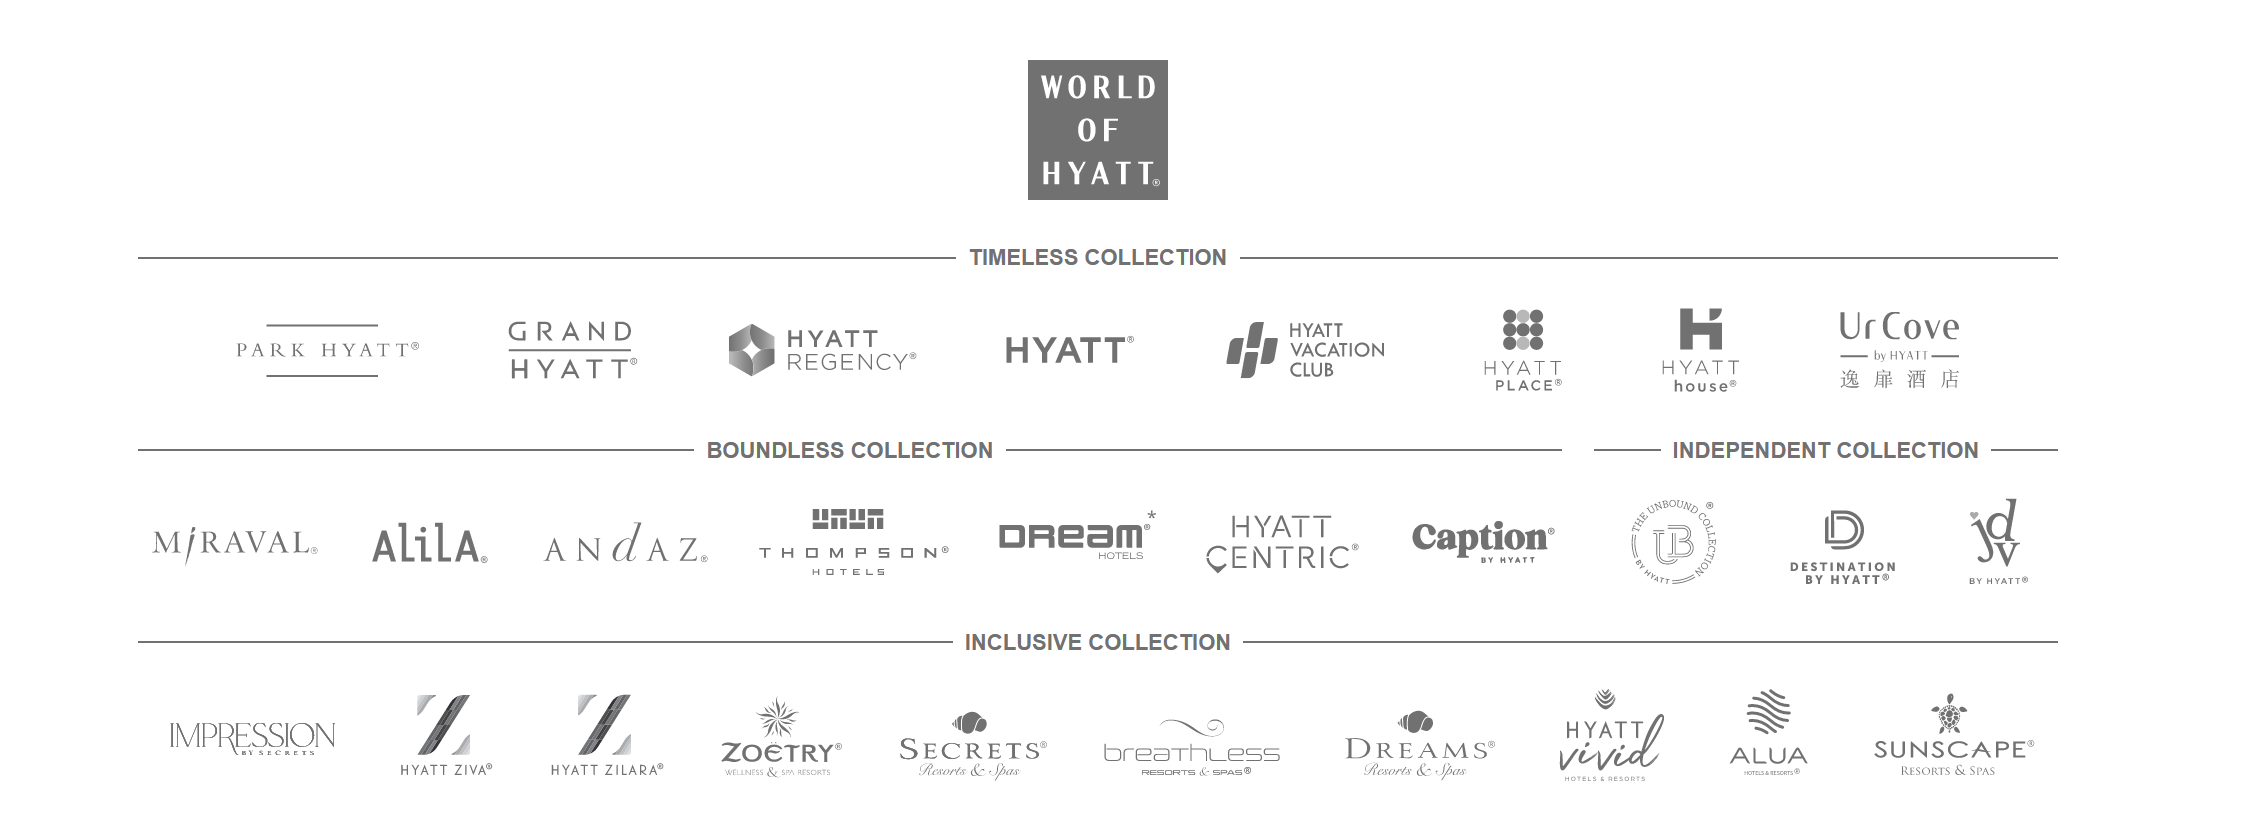 WORLD
OF
HYATT®
TIMELESS COLLECTION
PARK HYATT®
GRAND
HYATT®
HYATT
REGENCY®
HYATT®
HYATT
VACATION
CLUB
HYATT
PLACE®
HYATT
house®
UrCove
by HYATT
逸扉酒店
BOUNDLESS COLLECTION
INDEPENDENT COLLECTION
MiRAVAL®
ALiLA®
ANdAZ®
THOMPSON®
HOTELS
DReam®*
HOTELS
HYATT
CENTRIC®
Caption®
BY HYATT
THE UNBOUND COLLECTION®
UB
BY HYATT
D
DESTINATION
BY HYATT®
jdv
BY HYATT®
INCLUSIVE COLLECTION
IMPRESSION
BY SECRETS
HYATT ZIVA®
HYATT ZILARA®
ZOËTRY®
WELLNESS & SPA RESORTS
SECRETS®
Resorts & Spas
breathless
RESORTS & SPAS®
DREAMS®
Resorts & Spas
HYATT
vivid
HOTELS & RESORTS
ALUA
HOTELS & RESORTS®
SUNSCAPE®
RESORTS & SPAS